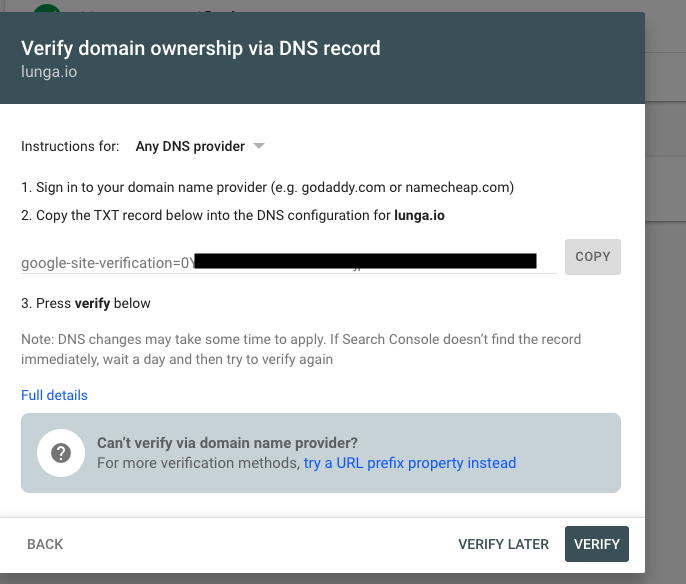 Verify domain ownership via DNS record
lunga.io
Instructions for: Any DNS provider
1. Sign in to your domain name provider (e.g. godaddy.com or namecheap.com)
2. Copy the TXT record below into the DNS configuration for lunga.io
google-site-verification=0Y
COPY
3. Press verify below
Note: DNS changes may take some time to apply. If Search Console doesn’t find the record
immediately, wait a day and then try to verify again
Full details
Can’t verify via domain name provider?
For more verification methods, try a URL prefix property instead
BACK
VERIFY LATER
VERIFY